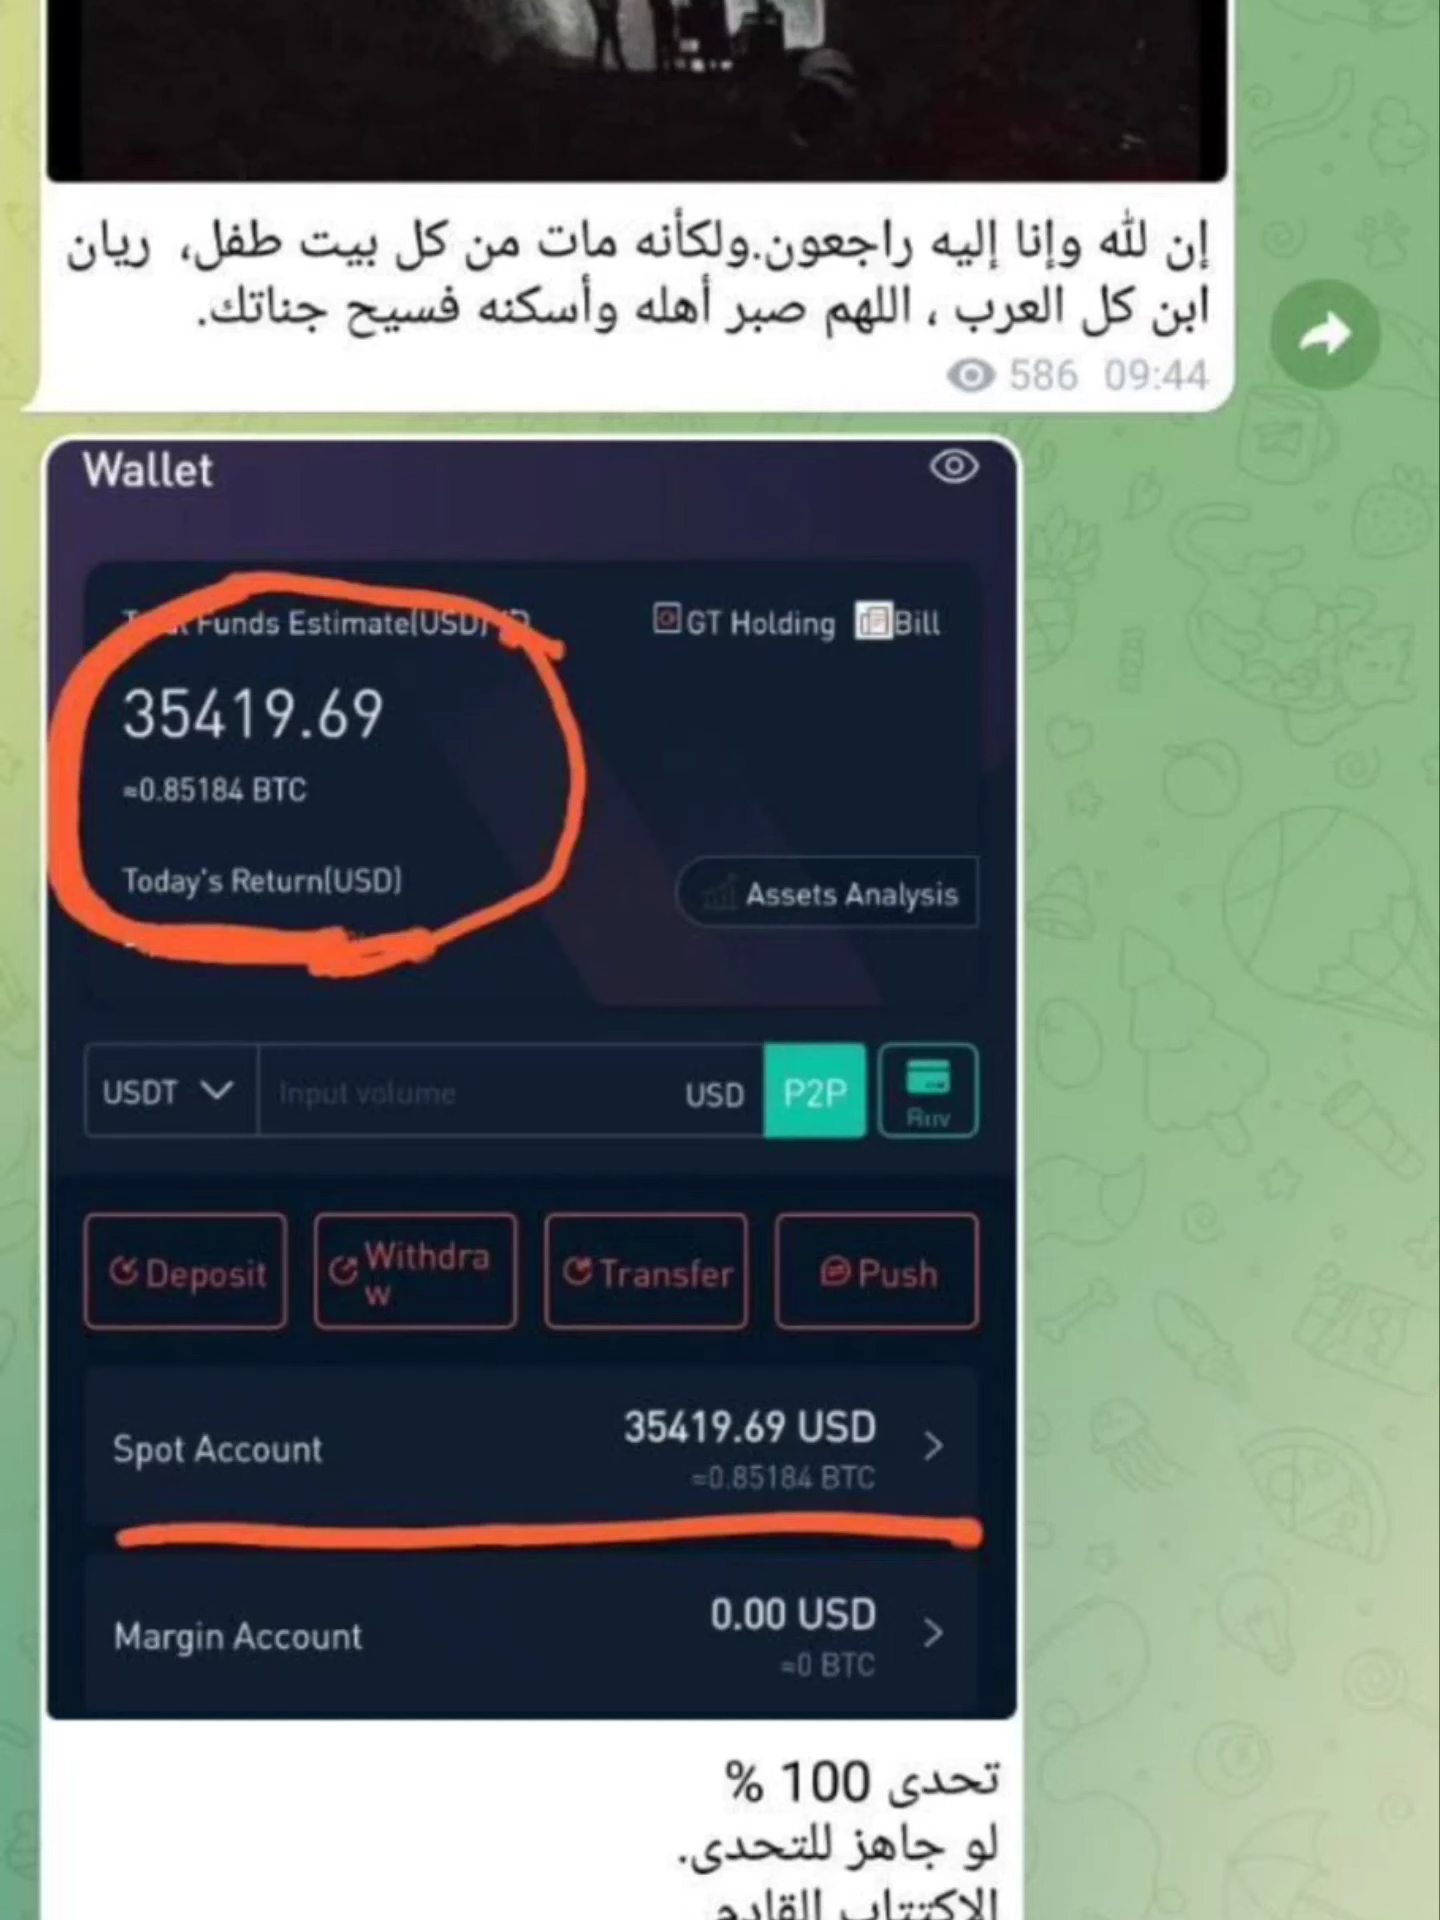 إن لله وإنا إليه راجعون.ولكأنه مات من كل بيت طفل، ريان
ابن كل العرب ، اللهم صبر أهله وأسكنه فسيح جناتك.
586 09:44
Wallet
Funds Estimate(USD)
GT Holding Bill
35419.69
≈0.85184 BTC
Today's Return(USD)
Assets Analysis
USDT Input volume USD P2P Buy
Deposit Withdra Transfer Push
w
Spot Account 35419.69 USD
≈0.85184 BTC
Margin Account 0.00 USD
≈0 BTC
تحدى 100 %
لو جاهز للتحدى.
الاكتتاب القادم